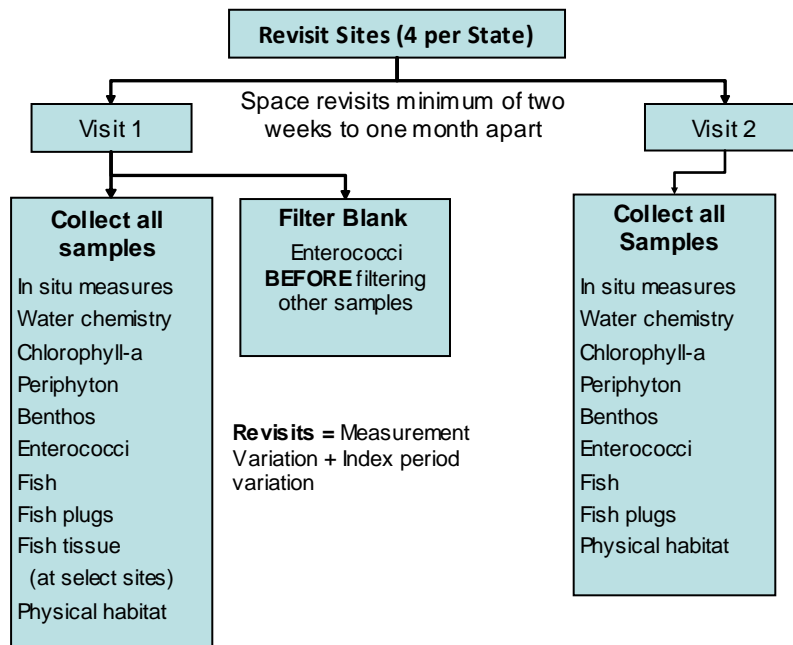 Revisit Sites (4 per State)
Space revisits minimum of two
weeks to one month apart
Visit 1
Visit 2
Collect all
samples
In situ measures
Water chemistry
Chlorophyll-a
Periphyton
Benthos
Enterococci
Fish
Fish plugs
Fish tissue
(at select sites)
Physical habitat
Filter Blank
Enterococci
BEFORE filtering
other samples
Revisits = Measurement
Variation + Index period
variation
Collect all
Samples
In situ measures
Water chemistry
Chlorophyll-a
Periphyton
Benthos
Enterococci
Fish
Fish plugs
Physical habitat